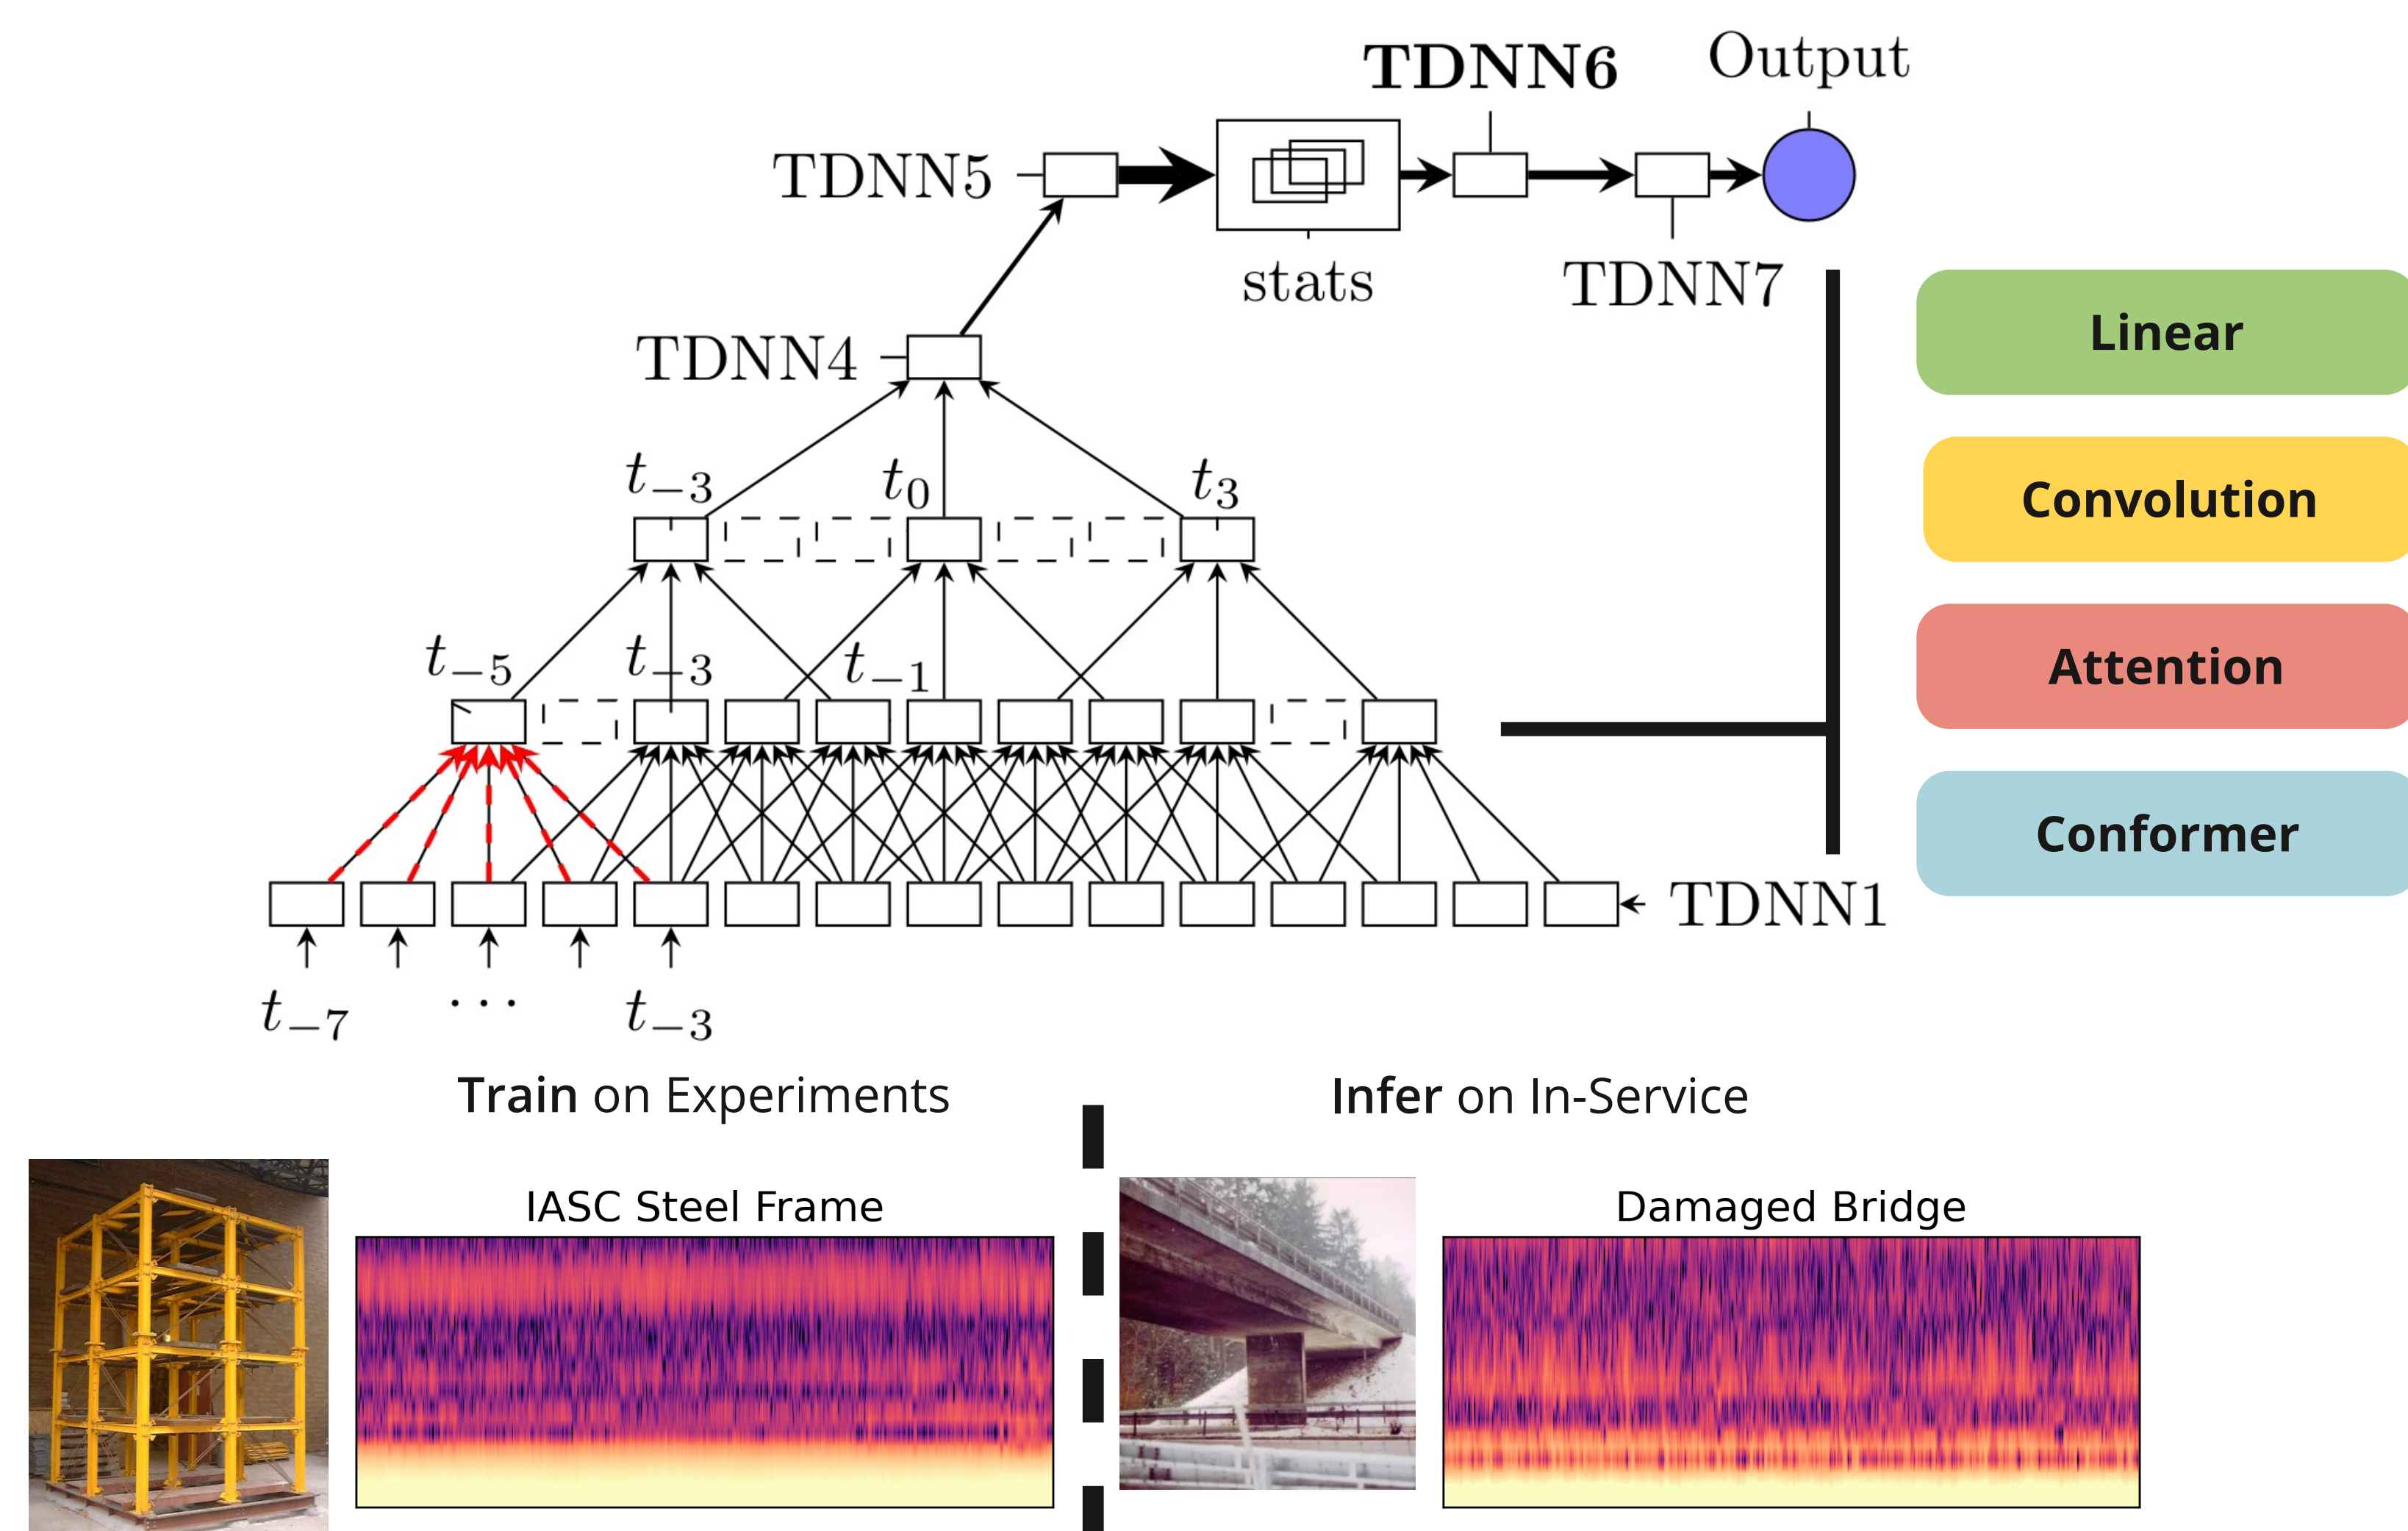 TDNN6
Output
TDNN5
stats
TDNN7
Linear
TDNN4
Convolution
t₋₃ t₀ t₃
Attention
t₋₅ t₋₃ t₋₁
Conformer
TDNN1
t₋₇ ... t₋₃
Train on Experiments
Infer on In-Service
IASC Steel Frame
Damaged Bridge